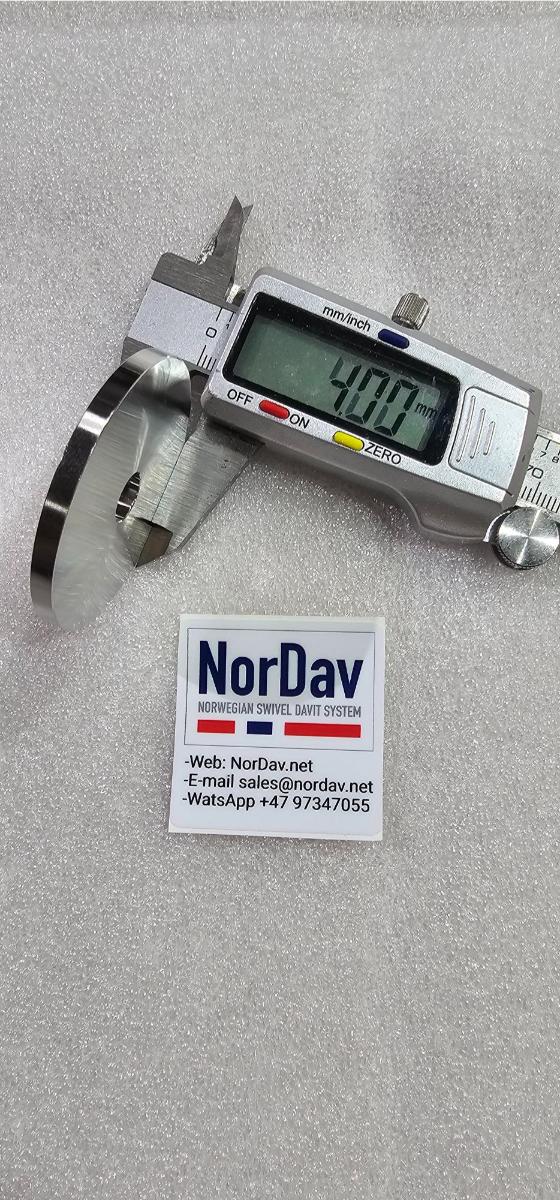 mm/inch
0
4.00 mm
OFF
ON
ZERO
70
NorDav
NORWEGIAN SWIVEL DAVIT SYSTEM
-Web: NorDav.net
-E-mail sales@nordav.net
-WatsApp +47 97347055